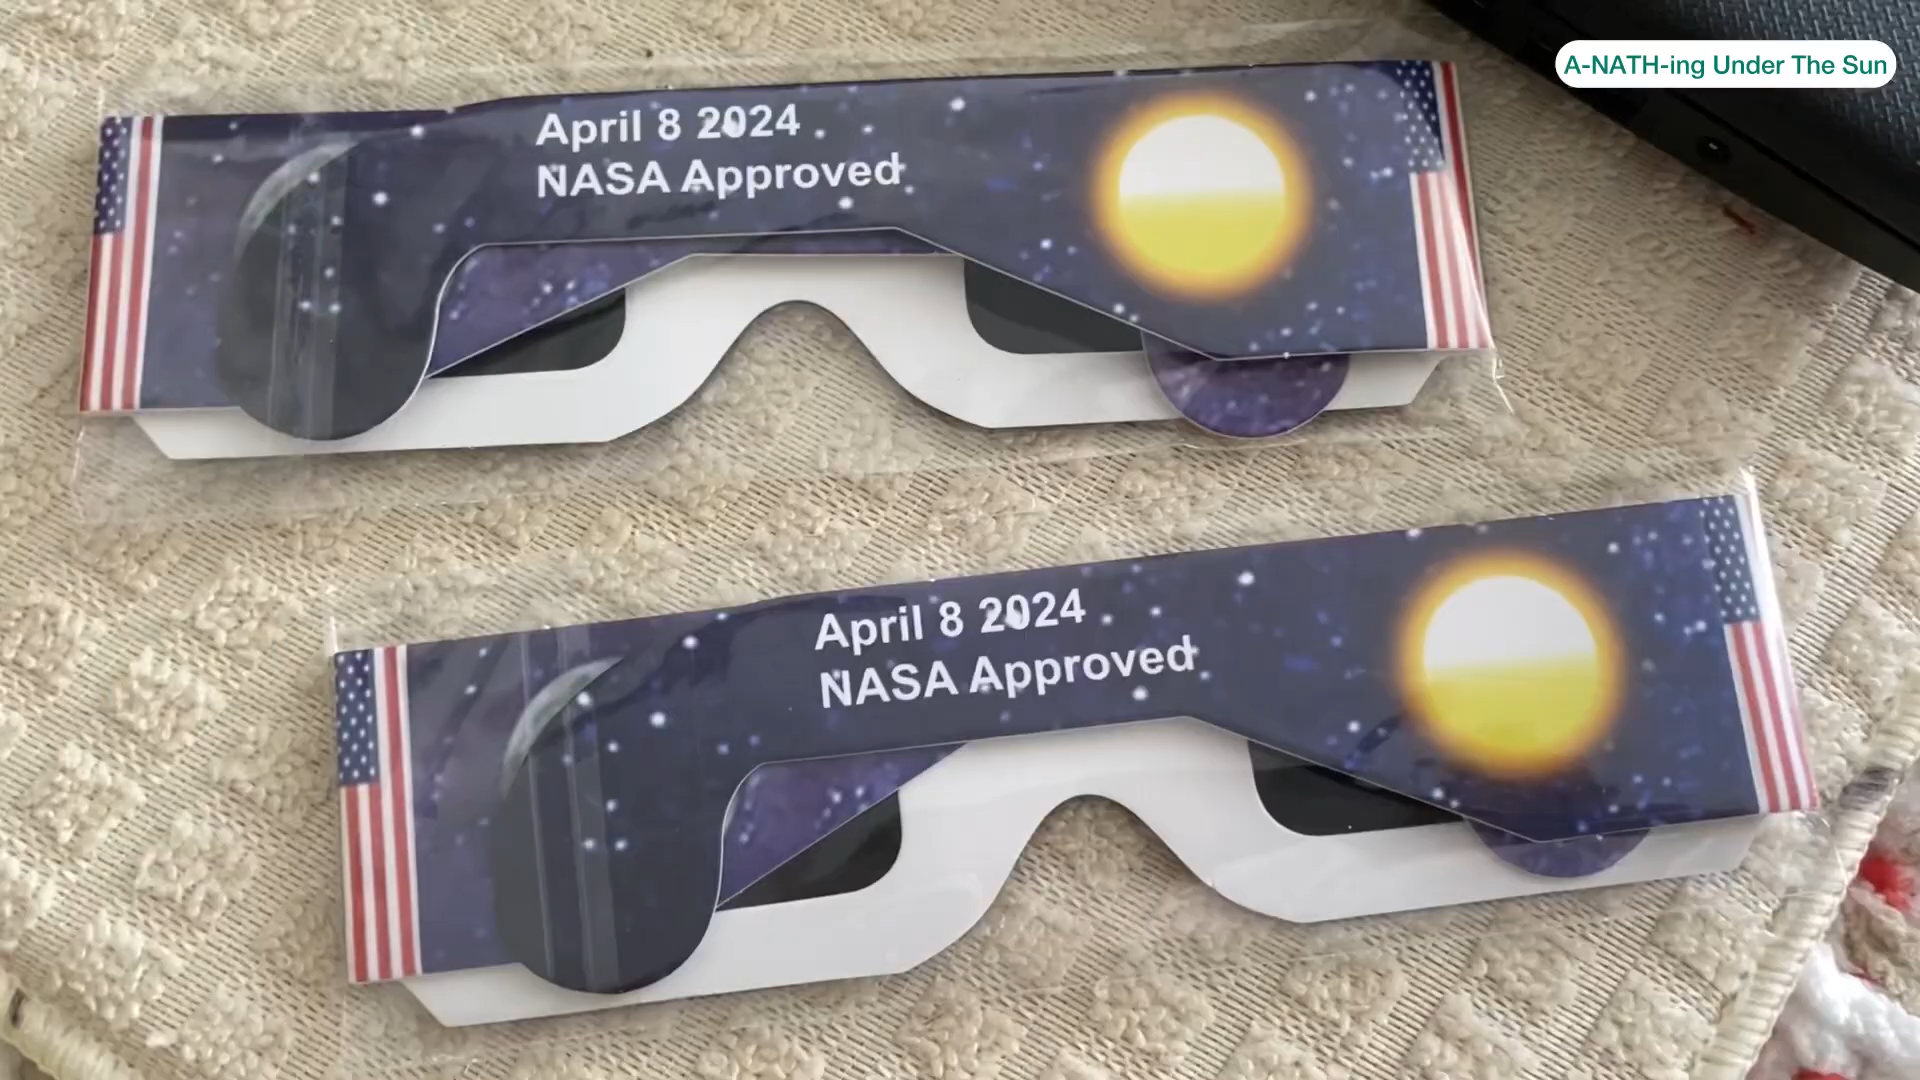 A-NATH-ing Under The Sun
April 8 2024
NASA Approved
April 8 2024
NASA Approved